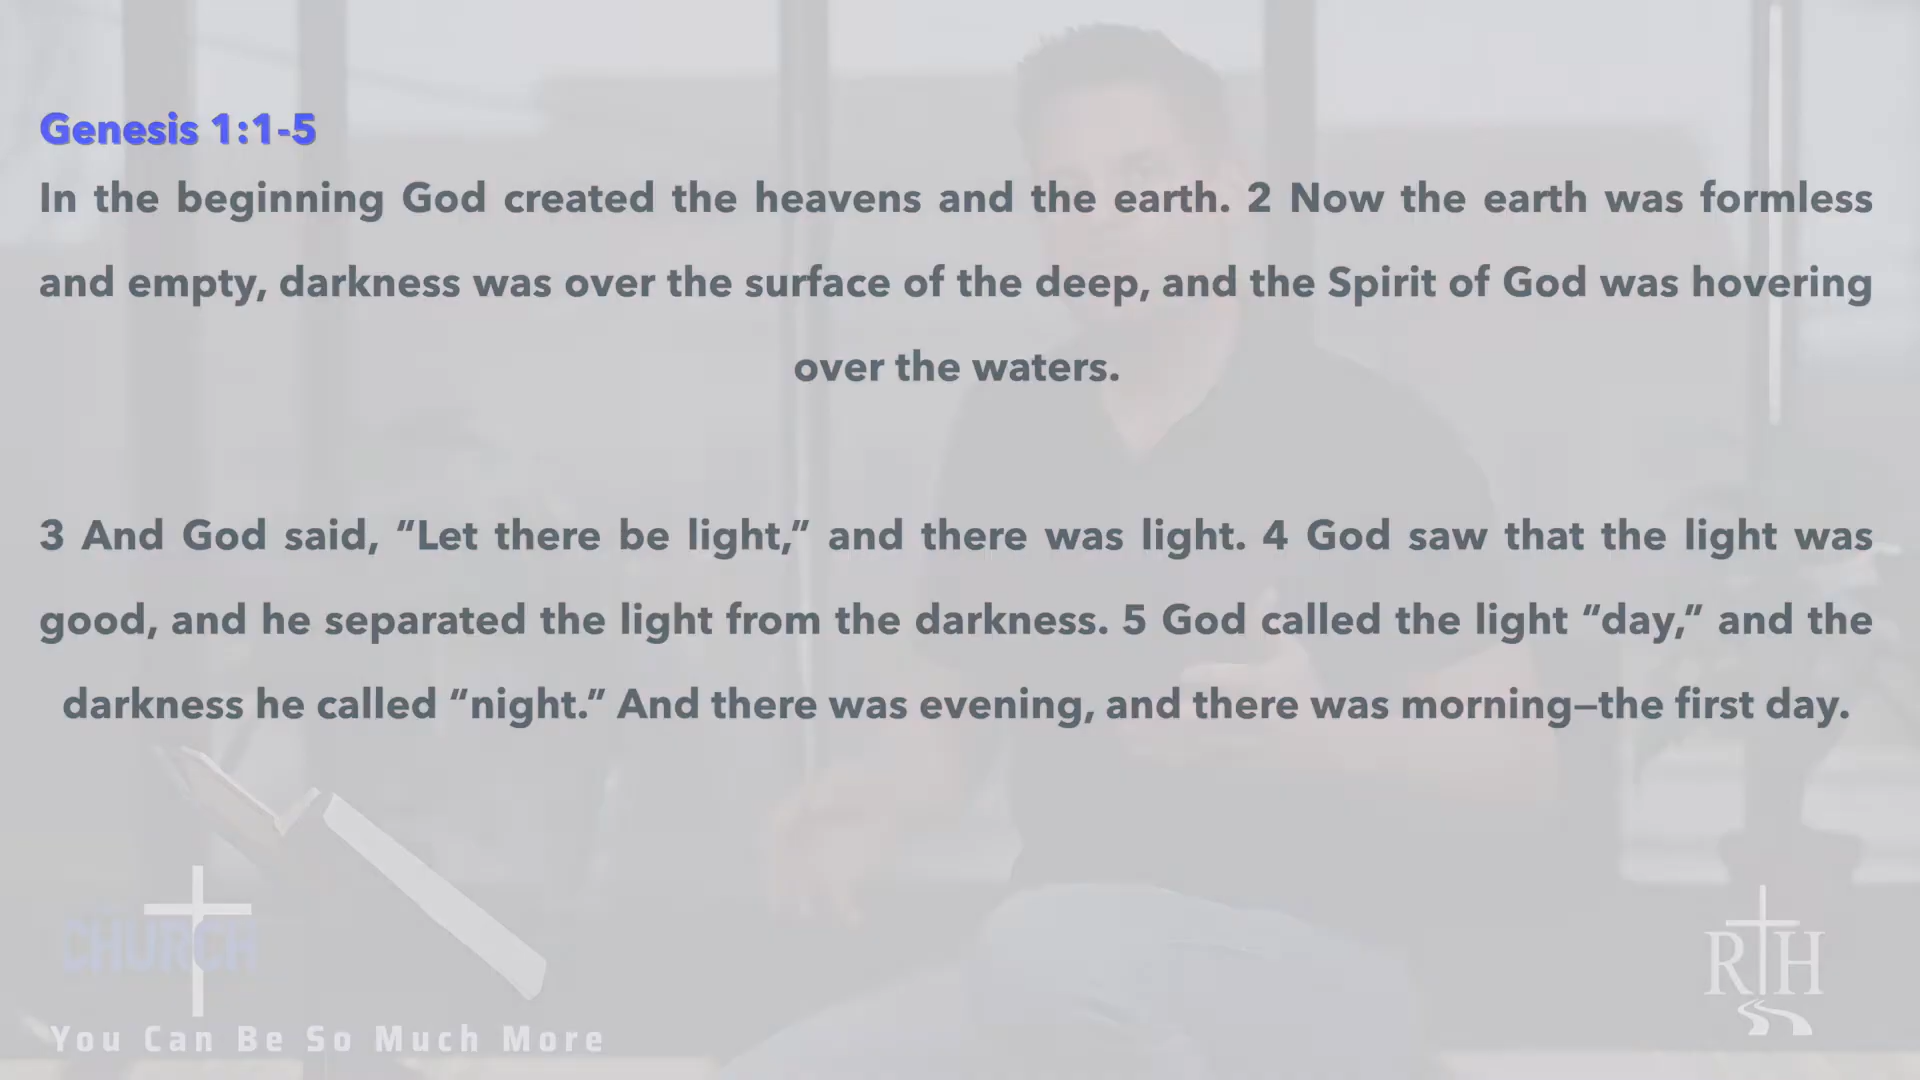 Genesis 1:1-5
In the beginning God created the heavens and the earth. 2 Now the earth was formless
and empty, darkness was over the surface of the deep, and the Spirit of God was hovering
over the waters.
3 And God said, “Let there be light,” and there was light. 4 God saw that the light was
good, and he separated the light from the darkness. 5 God called the light “day,” and the
darkness he called “night.” And there was evening, and there was morning—the first day.
CHURCH
You Can Be So Much More
RTH